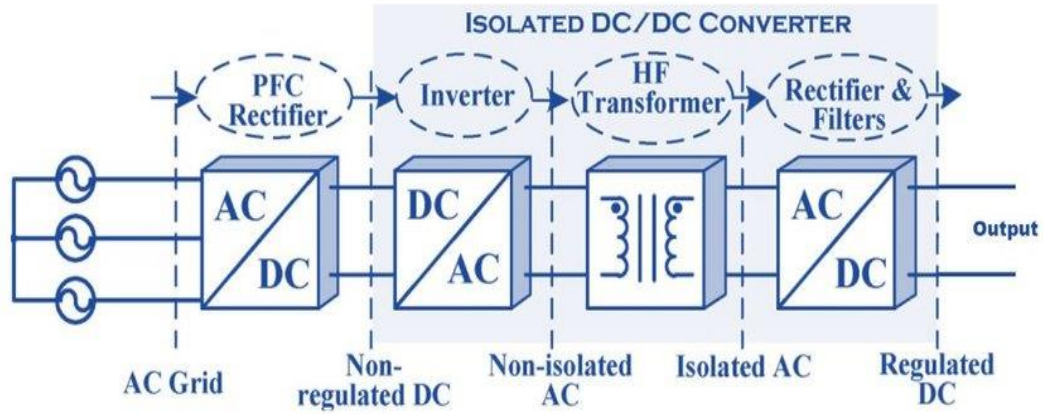 ISOLATED DC/DC CONVERTER
PFC
Rectifier
Inverter
HF
Transformer
Rectifier &
Filters
AC
DC
DC
AC
AC
DC
Output
AC Grid
Non-
regulated DC
Non-isolated
AC
Isolated AC
Regulated
DC